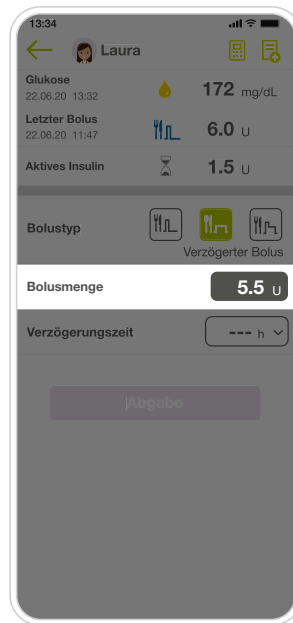 13:34
Laura
Glukose
22.06.20 13:32
172 mg/dL
Letzter Bolus
22.06.20 11:47
6.0 U
Aktives Insulin
1.5 U
Bolustyp
Verzögerter Bolus
Bolusmenge
5.5 U
Verzögerungszeit
--- h
Abgabe